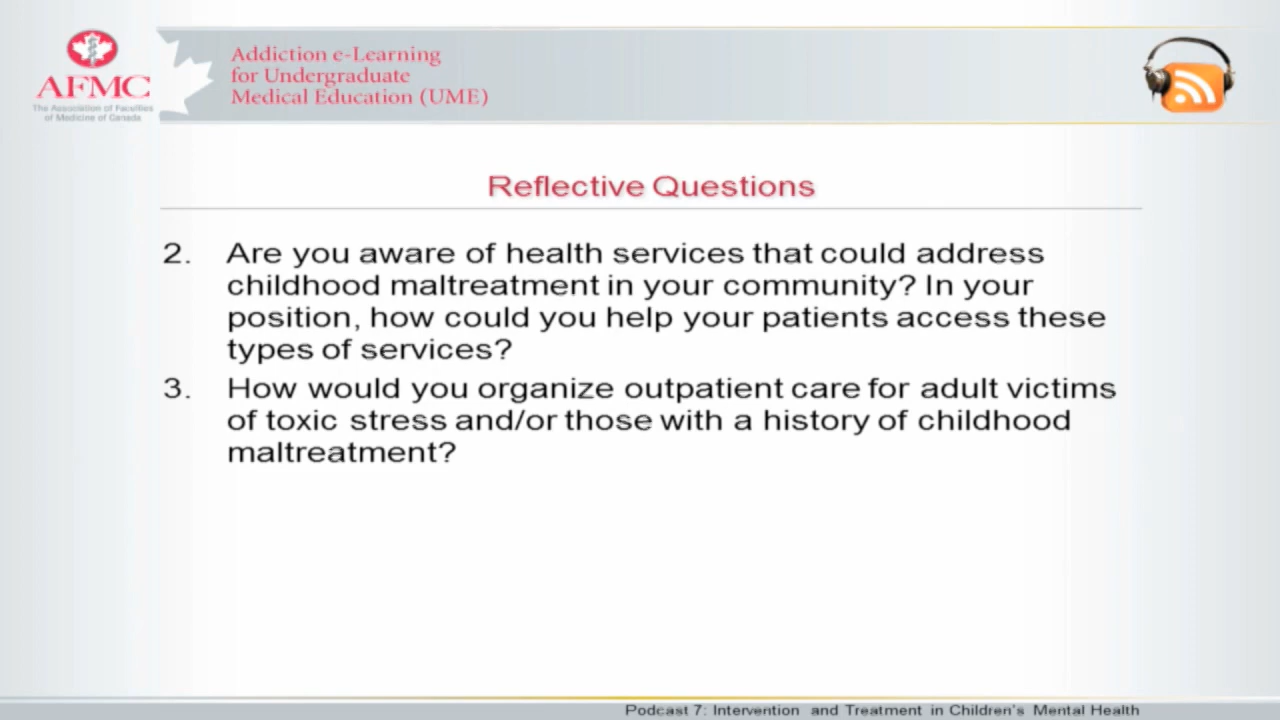 AFMC
The Association of Faculties
of Medicine of Canada
Addiction e-Learning
for Undergraduate
Medical Education (UME)
Reflective Questions
2. Are you aware of health services that could address
childhood maltreatment in your community? In your
position, how could you help your patients access these
types of services?
3. How would you organize outpatient care for adult victims
of toxic stress and/or those with a history of childhood
maltreatment?
Podcast 7: Intervention and Treatment in Children's Mental Health